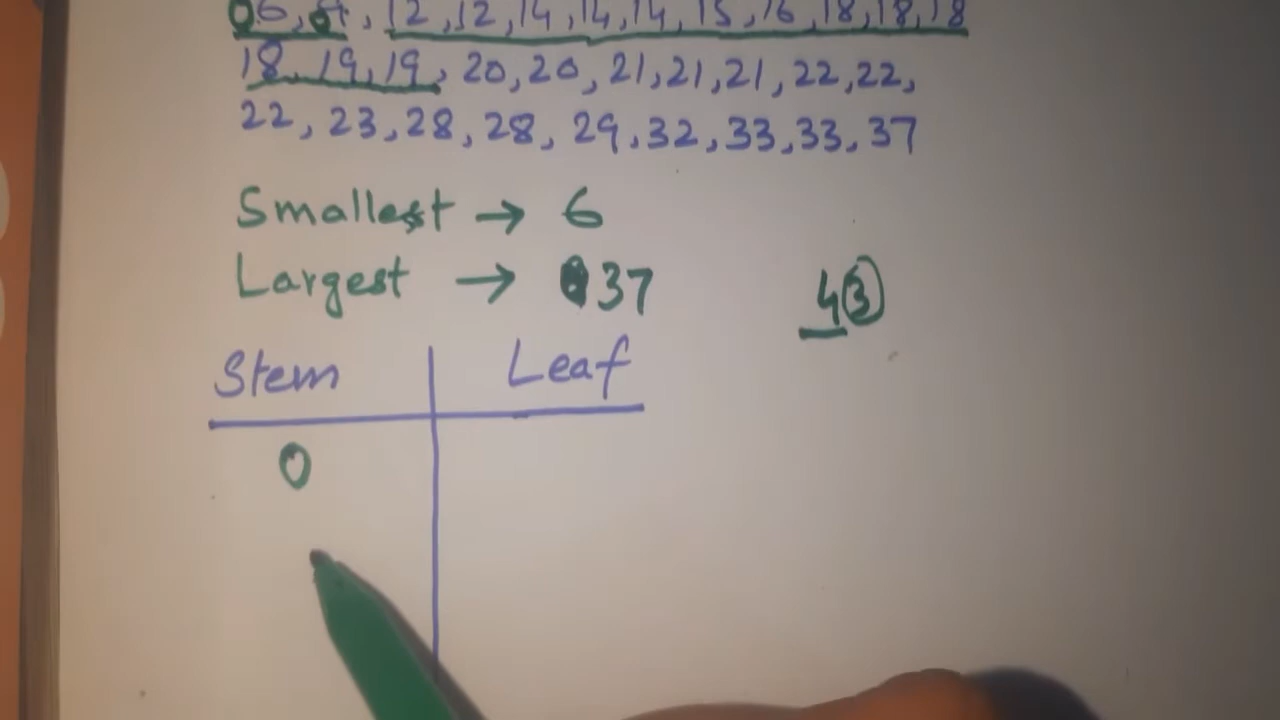 06, 12, 12, 14, 14, 14, 15, 16, 18, 18, 18
18, 19, 19, 20, 20, 21, 21, 21, 22, 22,
22, 23, 28, 28, 29, 32, 33, 33, 37
Smallest → 6
Largest → 37
43
Stem Leaf
0